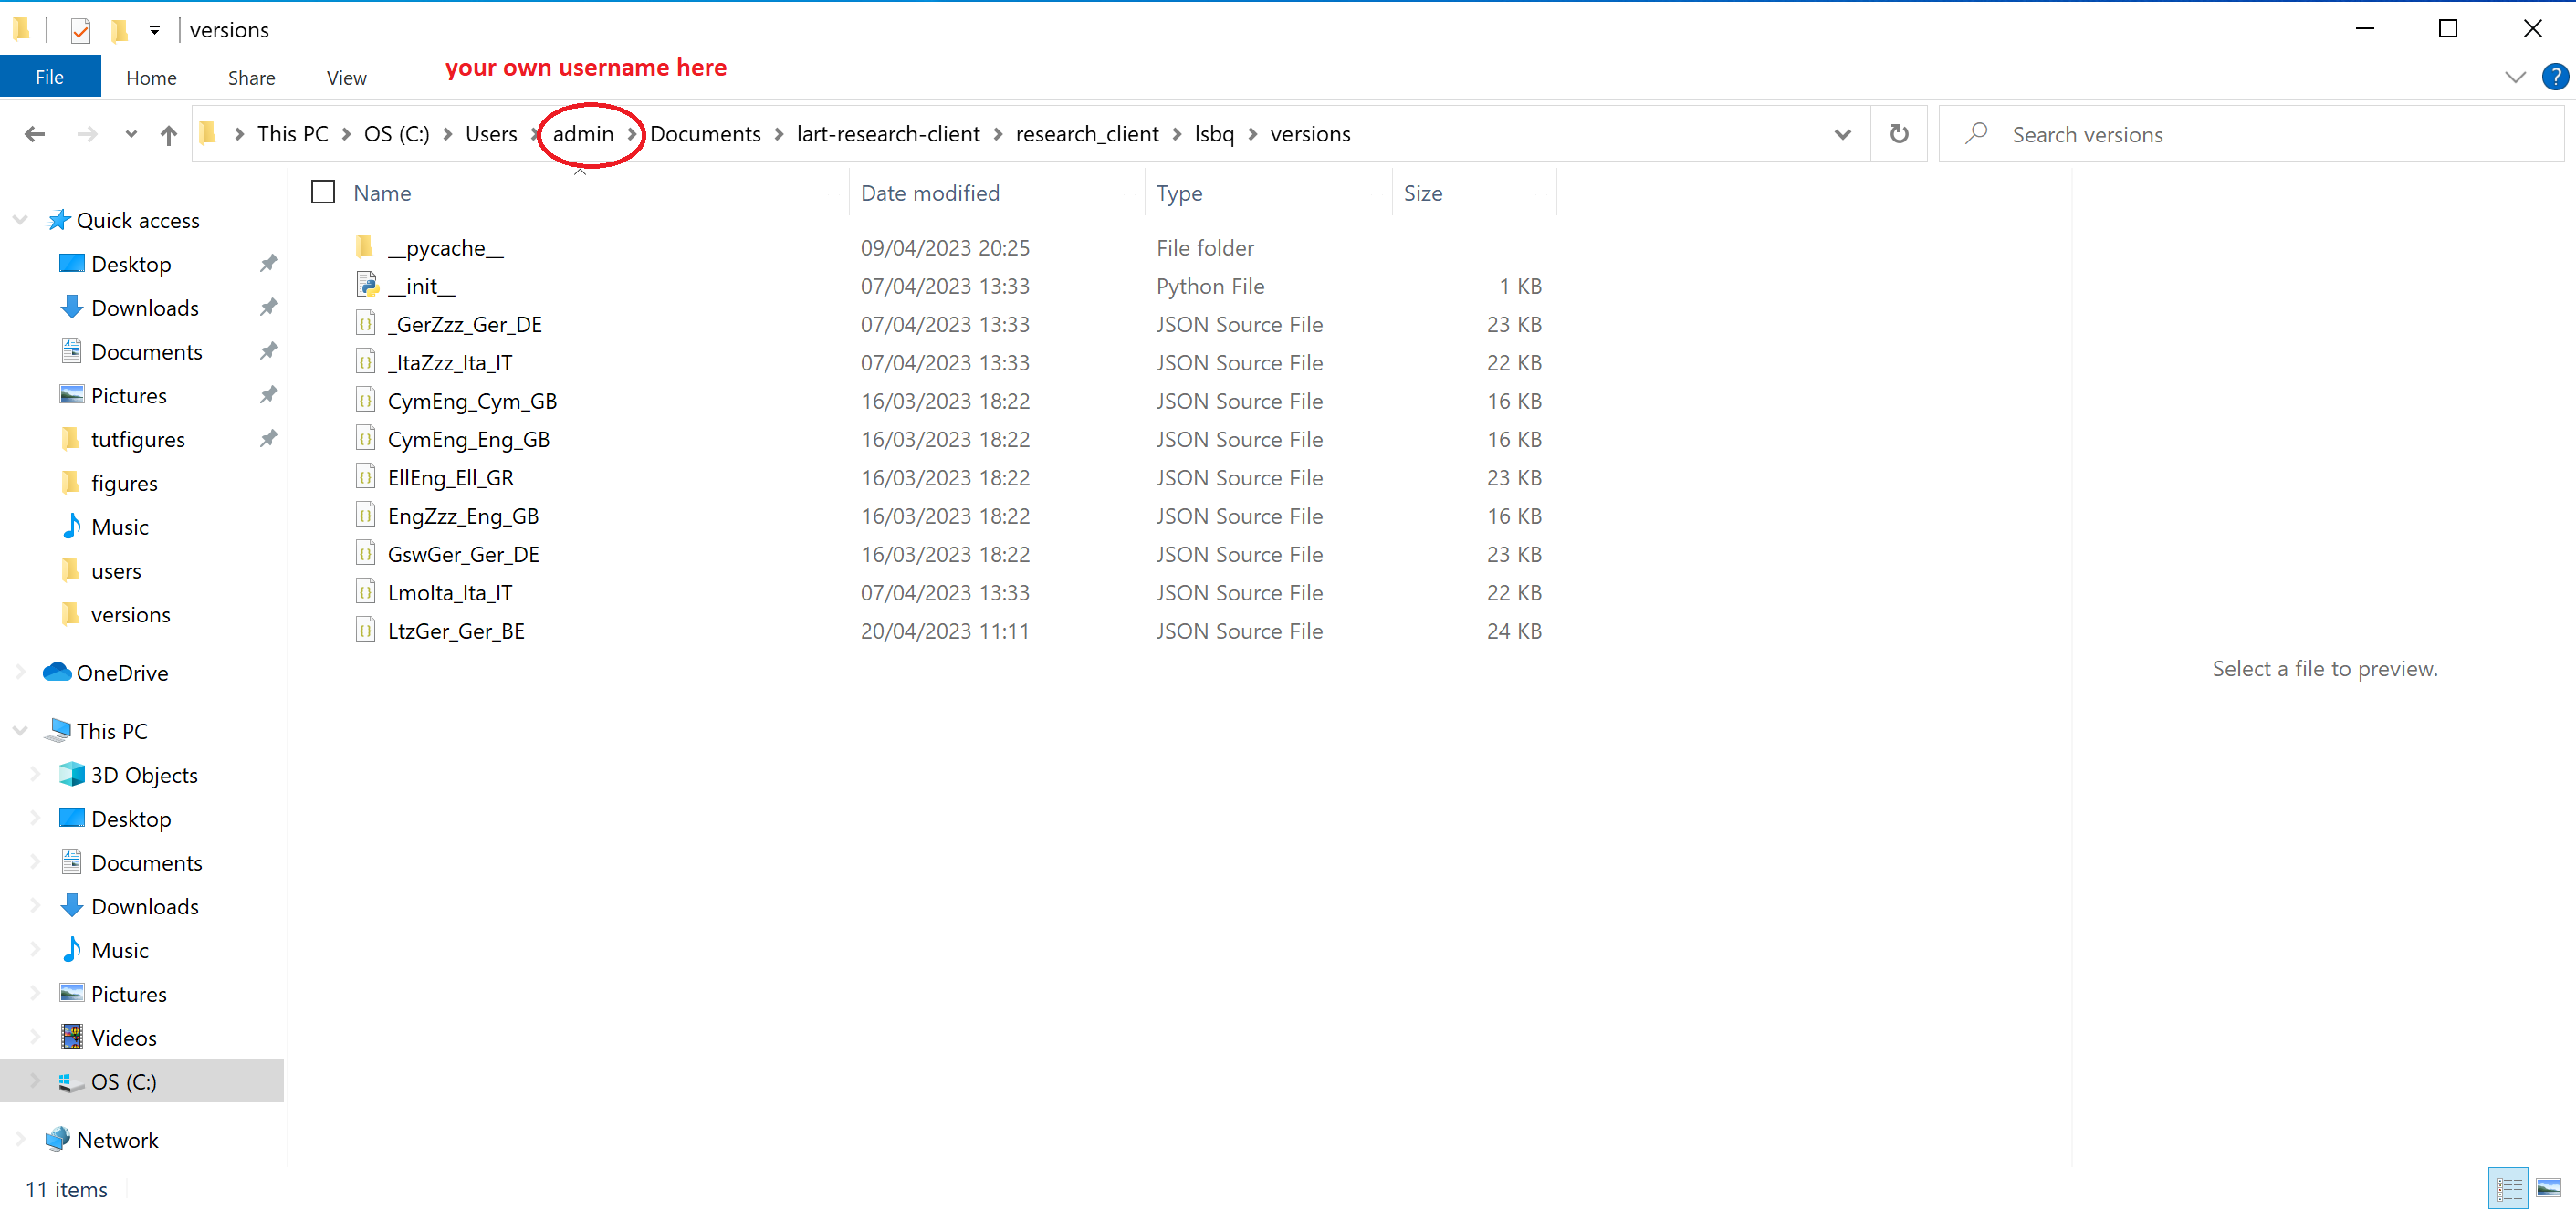 versions
File Home Share View your own username here
This PC OS (C:) Users admin Documents lart-research-client research_client lsbq versions Search versions
Name Date modified Type Size
Quick access
Desktop
Downloads
Documents
Pictures
tutfigures
figures
Music
users
versions
OneDrive
This PC
3D Objects
Desktop
Documents
Downloads
Music
Pictures
Videos
OS (C:)
Network
__pycache__ 09/04/2023 20:25 File folder
__init__ 07/04/2023 13:33 Python File 1 KB
_GerZzz_Ger_DE 07/04/2023 13:33 JSON Source File 23 KB
_ItaZzz_Ita_IT 07/04/2023 13:33 JSON Source File 22 KB
CymEng_Cym_GB 16/03/2023 18:22 JSON Source File 16 KB
CymEng_Eng_GB 16/03/2023 18:22 JSON Source File 16 KB
EllEng_Ell_GR 16/03/2023 18:22 JSON Source File 23 KB
EngZzz_Eng_GB 16/03/2023 18:22 JSON Source File 16 KB
GswGer_Ger_DE 16/03/2023 18:22 JSON Source File 23 KB
LmoIta_Ita_IT 07/04/2023 13:33 JSON Source File 22 KB
LtzGer_Ger_BE 20/04/2023 11:11 JSON Source File 24 KB
Select a file to preview.
11 items